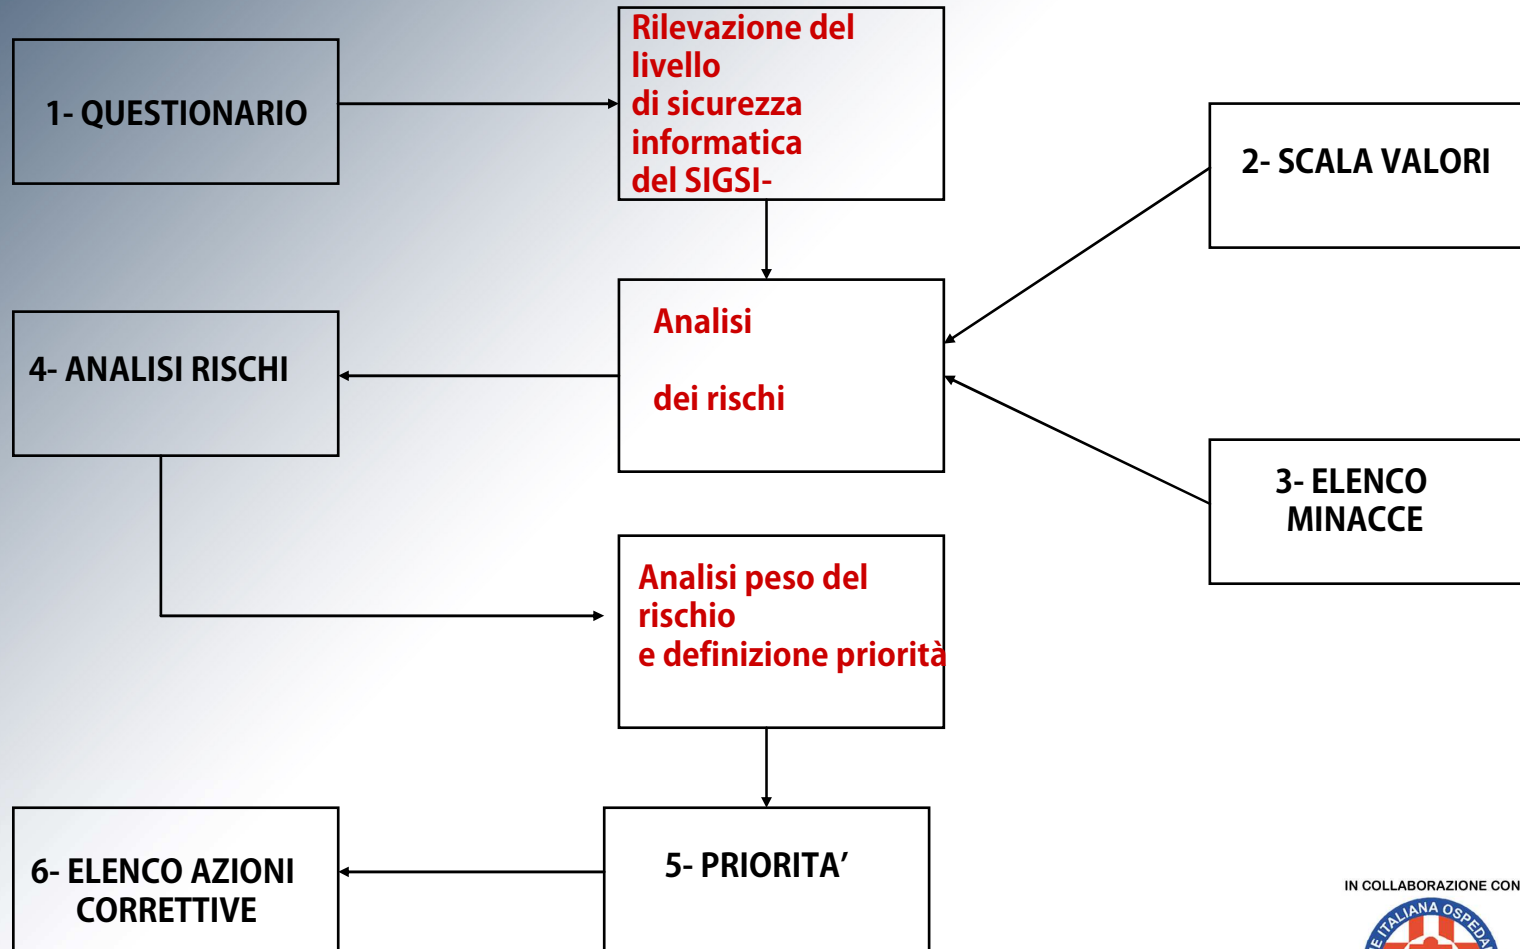 1- QUESTIONARIO
Rilevazione del
livello
di sicurezza
informatica
del SIGSI-
2- SCALA VALORI
4- ANALISI RISCHI
Analisi
dei rischi
3- ELENCO
MINACCE
Analisi peso del
rischio
e definizione priorità
6- ELENCO AZIONI
CORRETTIVE
5- PRIORITA’
IN COLLABORAZIONE CON
ITALIANA